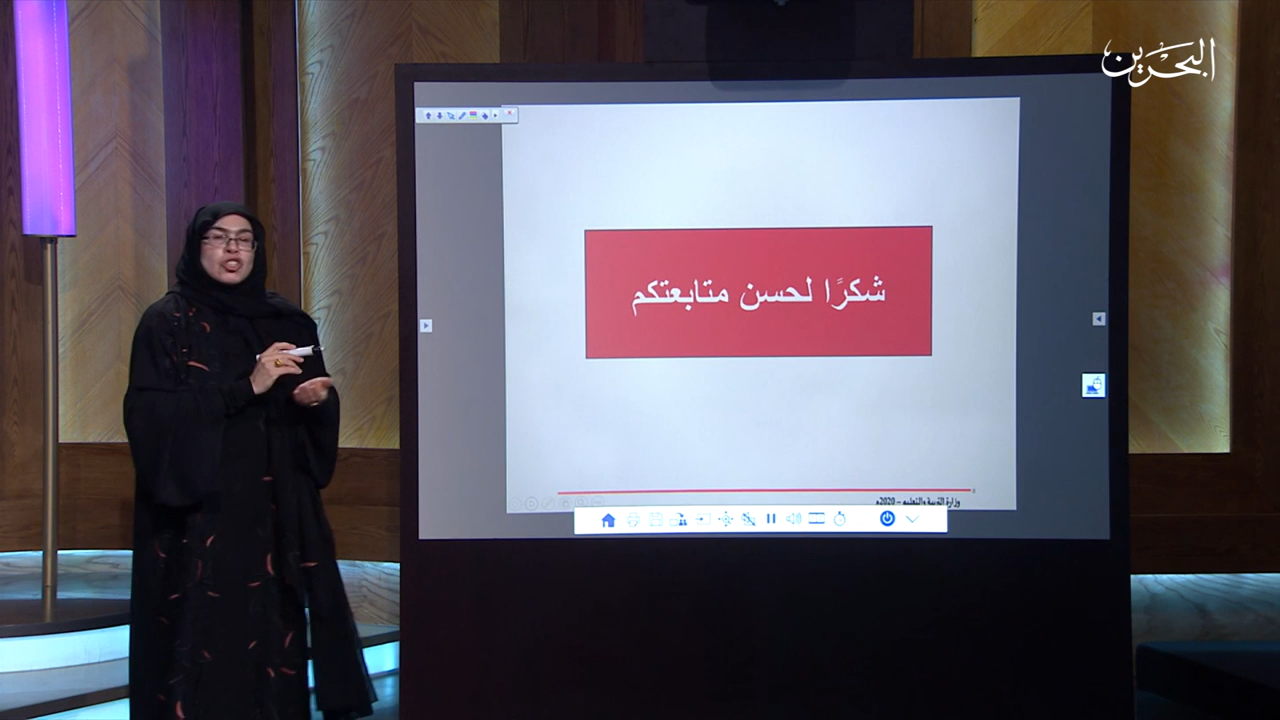 البحرين
شكرًا لحسن متابعتكم
وزارة التربية والتعليم – 2020م